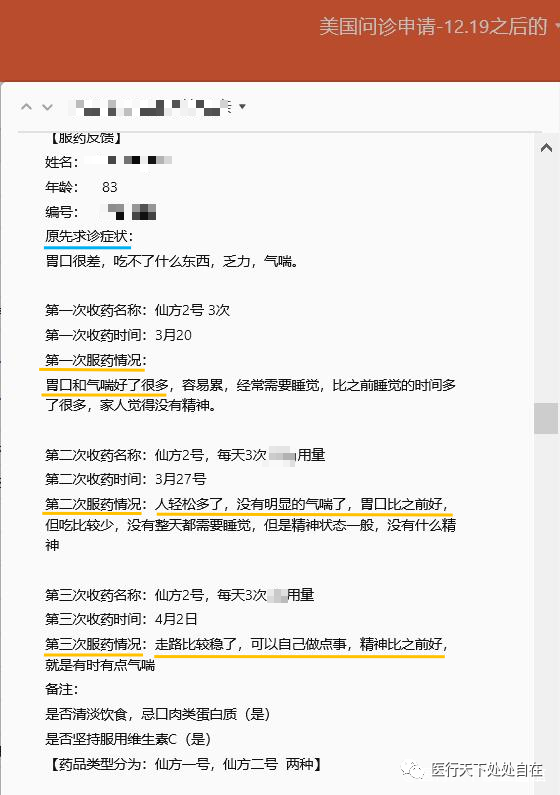 美国问诊申请-12.19之后的
亲
【服药反馈】
姓名：
年龄： 83
编号：
原先求诊症状：
胃口很差，吃不了什么东西，乏力，气喘。
第一次收药名称：仙方2号 3次
第一次收药时间：3月20
第一次服药情况：
胃口和气喘好了很多，容易累，经常需要睡觉，比之前睡觉的时间多
了很多，家人觉得没有精神。
第二次收药名称：仙方2号，每天3次 用量
第二次收药时间：3月27号
第二次服药情况：人轻松多了，没有明显的气喘了，胃口比之前好，
但吃比较少，没有整天都需要睡觉，但是精神状态一般，没有什么精
神
第三次收药名称：仙方2号，每天3次 用量
第三次收药时间：4月2日
第三次服药情况：走路比较稳了，可以自己做点事，精神比之前好，
就是有时有点气喘
备注：
是否清淡饮食，忌口肉类蛋白质（是）
是否坚持服用维生素C（是）
【药品类型分为：仙方一号，仙方二号 两种】
医行天下处处自在